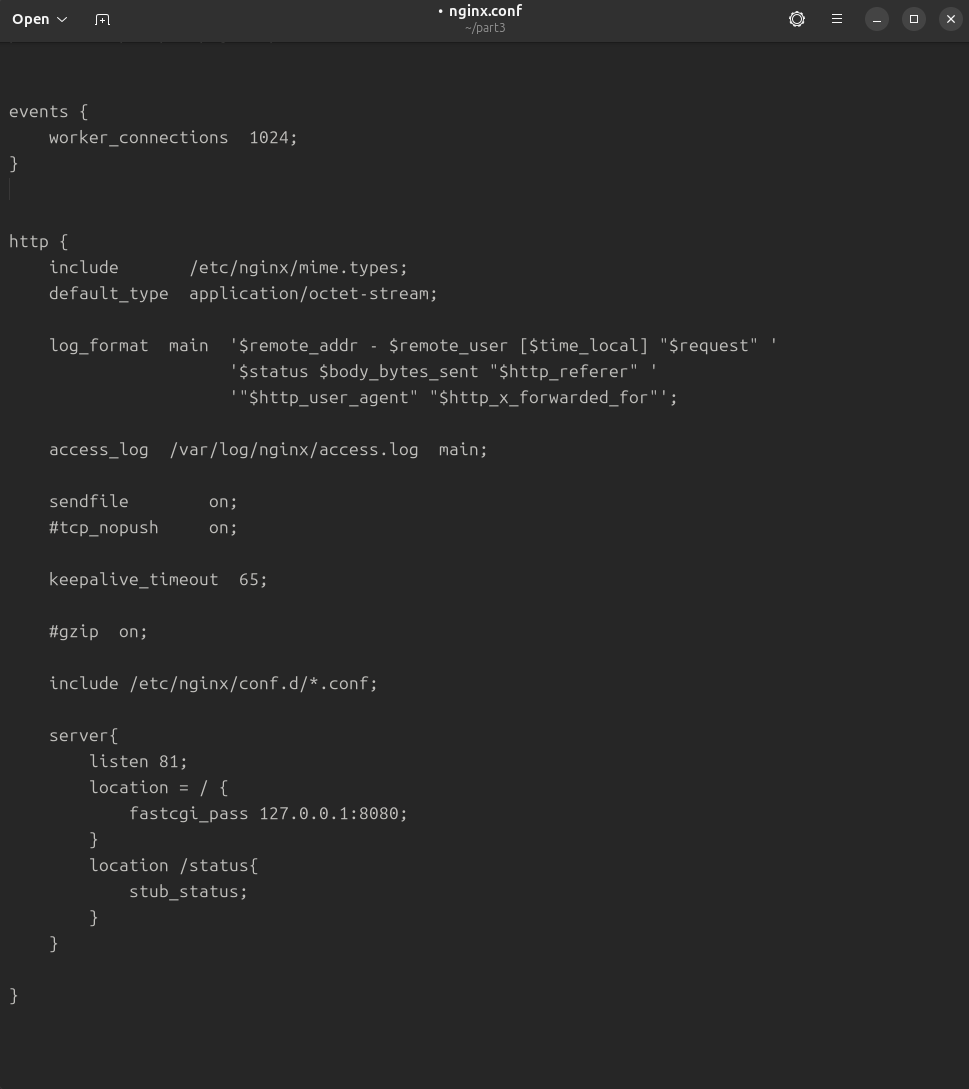 Open
• nginx.conf
~/part3
events {
    worker_connections  1024;
}
http {
    include       /etc/nginx/mime.types;
    default_type  application/octet-stream;
    log_format  main  '$remote_addr - $remote_user [$time_local] "$request" '
                      '$status $body_bytes_sent "$http_referer" '
                      '"$http_user_agent" "$http_x_forwarded_for"';
    access_log  /var/log/nginx/access.log  main;
    sendfile        on;
    #tcp_nopush     on;
    keepalive_timeout  65;
    #gzip  on;
    include /etc/nginx/conf.d/*.conf;
    server{
        listen 81;
        location = / {
            fastcgi_pass 127.0.0.1:8080;
        }
        location /status{
            stub_status;
        }
    }
}